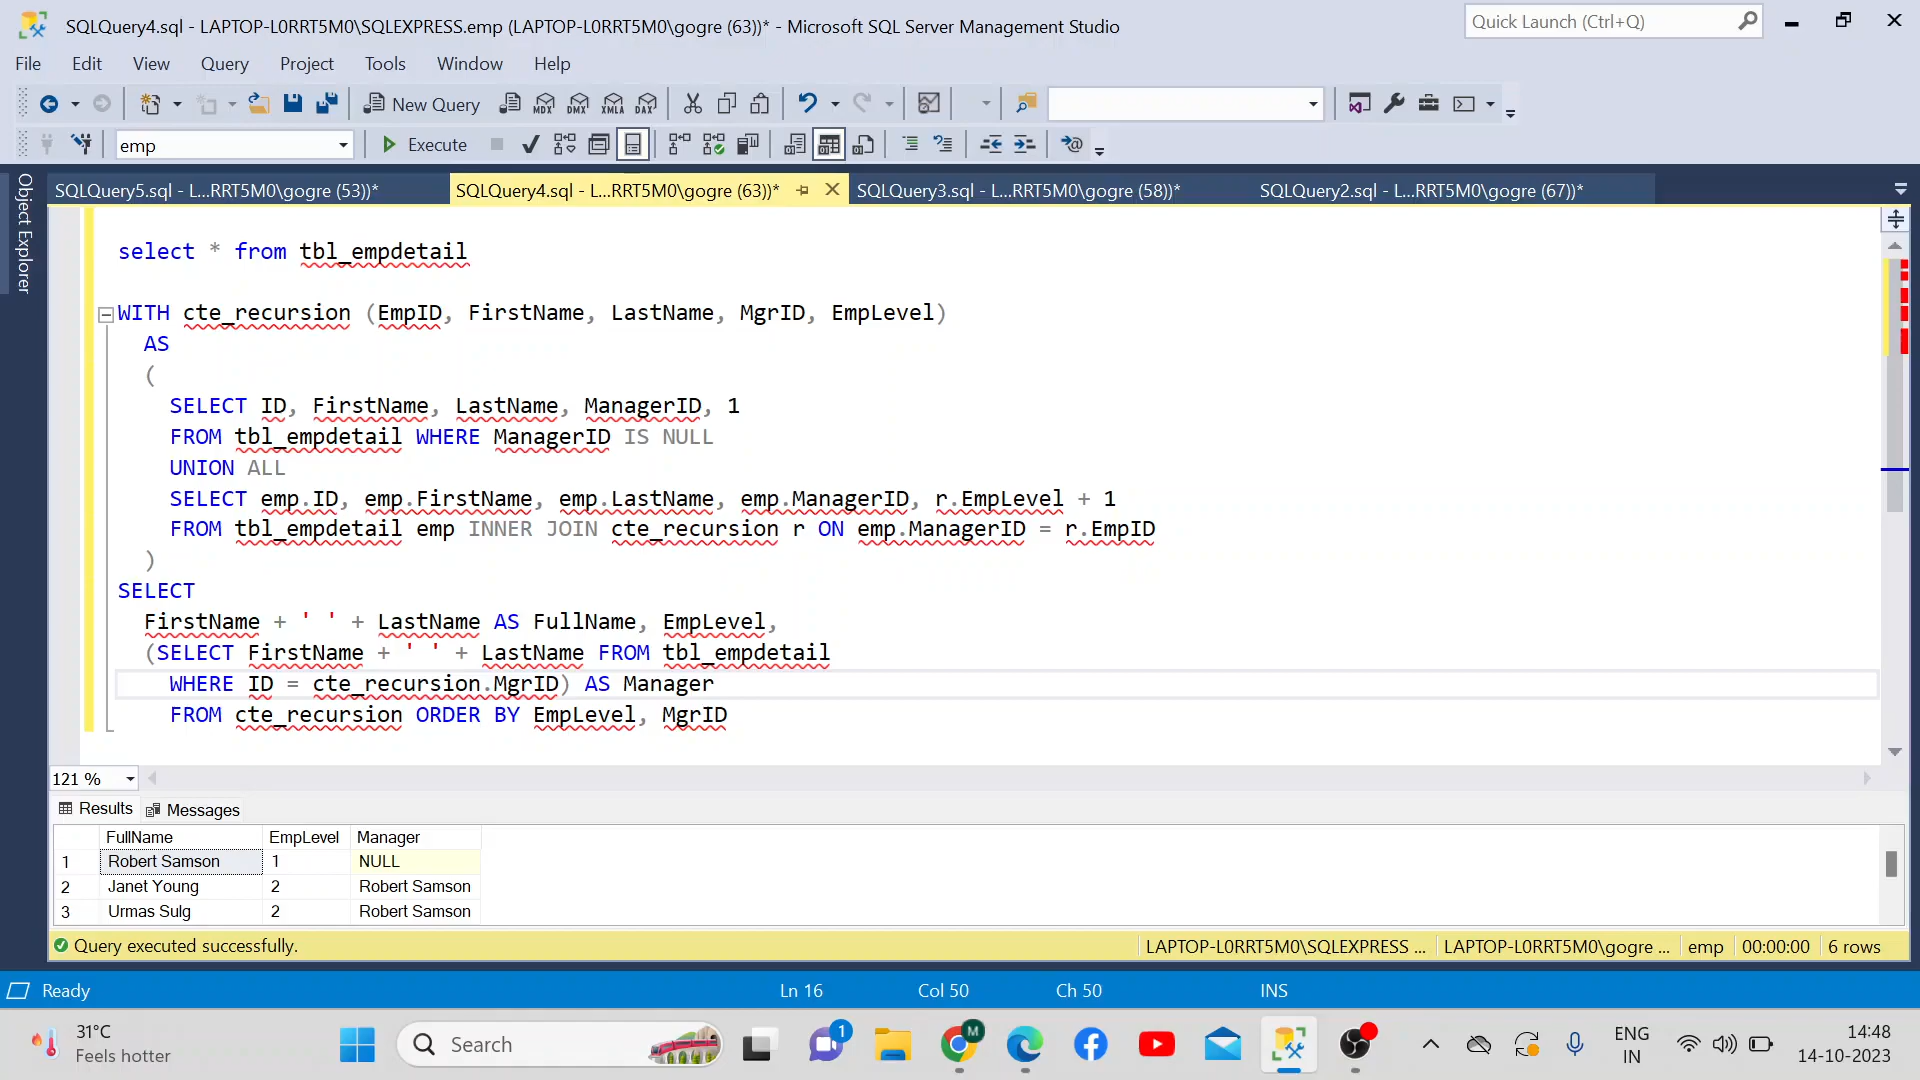 SQLQuery4.sql - LAPTOP-L0RRT5M0\SQLEXPRESS.emp (LAPTOP-L0RRT5M0\gogre (63))* - Microsoft SQL Server Management Studio
Quick Launch (Ctrl+Q)
File Edit View Query Project Tools Window Help
New Query MDX DMX XMLA DAX
emp Execute
Object Explorer
SQLQuery5.sql - L...RRT5M0\gogre (53))* SQLQuery4.sql - L...RRT5M0\gogre (63))* SQLQuery3.sql - L...RRT5M0\gogre (58))* SQLQuery2.sql - L...RRT5M0\gogre (67))*
select * from tbl_empdetail
WITH cte_recursion (EmpID, FirstName, LastName, MgrID, EmpLevel)
AS
(
SELECT ID, FirstName, LastName, ManagerID, 1
FROM tbl_empdetail WHERE ManagerID IS NULL
UNION ALL
SELECT emp.ID, emp.FirstName, emp.LastName, emp.ManagerID, r.EmpLevel + 1
FROM tbl_empdetail emp INNER JOIN cte_recursion r ON emp.ManagerID = r.EmpID
)
SELECT
FirstName + ' ' + LastName AS FullName, EmpLevel,
(SELECT FirstName + ' ' + LastName FROM tbl_empdetail
WHERE ID = cte_recursion.MgrID) AS Manager
FROM cte_recursion ORDER BY EmpLevel, MgrID
121 %
Results Messages
FullName EmpLevel Manager
1 Robert Samson 1 NULL
2 Janet Young 2 Robert Samson
3 Urmas Sulg 2 Robert Samson
Query executed successfully. LAPTOP-L0RRT5M0\SQLEXPRESS ... LAPTOP-L0RRT5M0\gogre ... emp 00:00:00 6 rows
Ready Ln 16 Col 50 Ch 50 INS
31°C
Feels hotter
Search
1
M
ENG
IN
14:48
14-10-2023